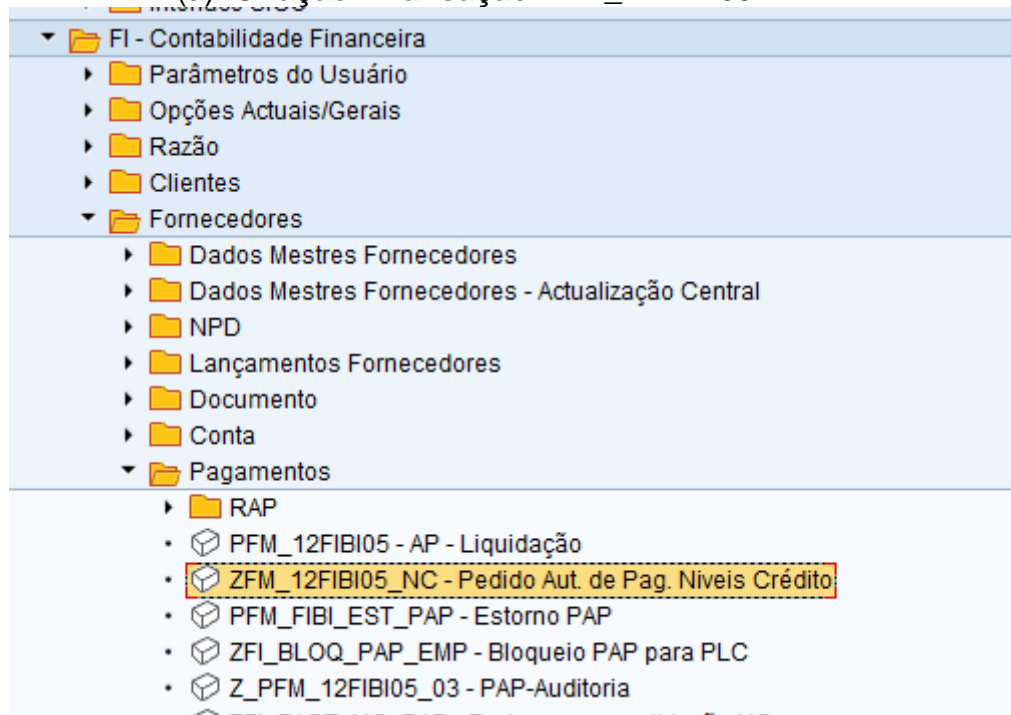 FI - Contabilidade Financeira
Parâmetros do Usuário
Opções Actuais/Gerais
Razão
Clientes
Fornecedores
Dados Mestres Fornecedores
Dados Mestres Fornecedores - Actualização Central
NPD
Lançamentos Fornecedores
Documento
Conta
Pagamentos
RAP
PFM_12FIBI05 - AP - Liquidação
ZFM_12FIBI05_NC - Pedido Aut. de Pag. Niveis Crédito
PFM_FIBI_EST_PAP - Estorno PAP
ZFI_BLOQ_PAP_EMP - Bloqueio PAP para PLC
Z_PFM_12FIBI05_03 - PAP-Auditoria